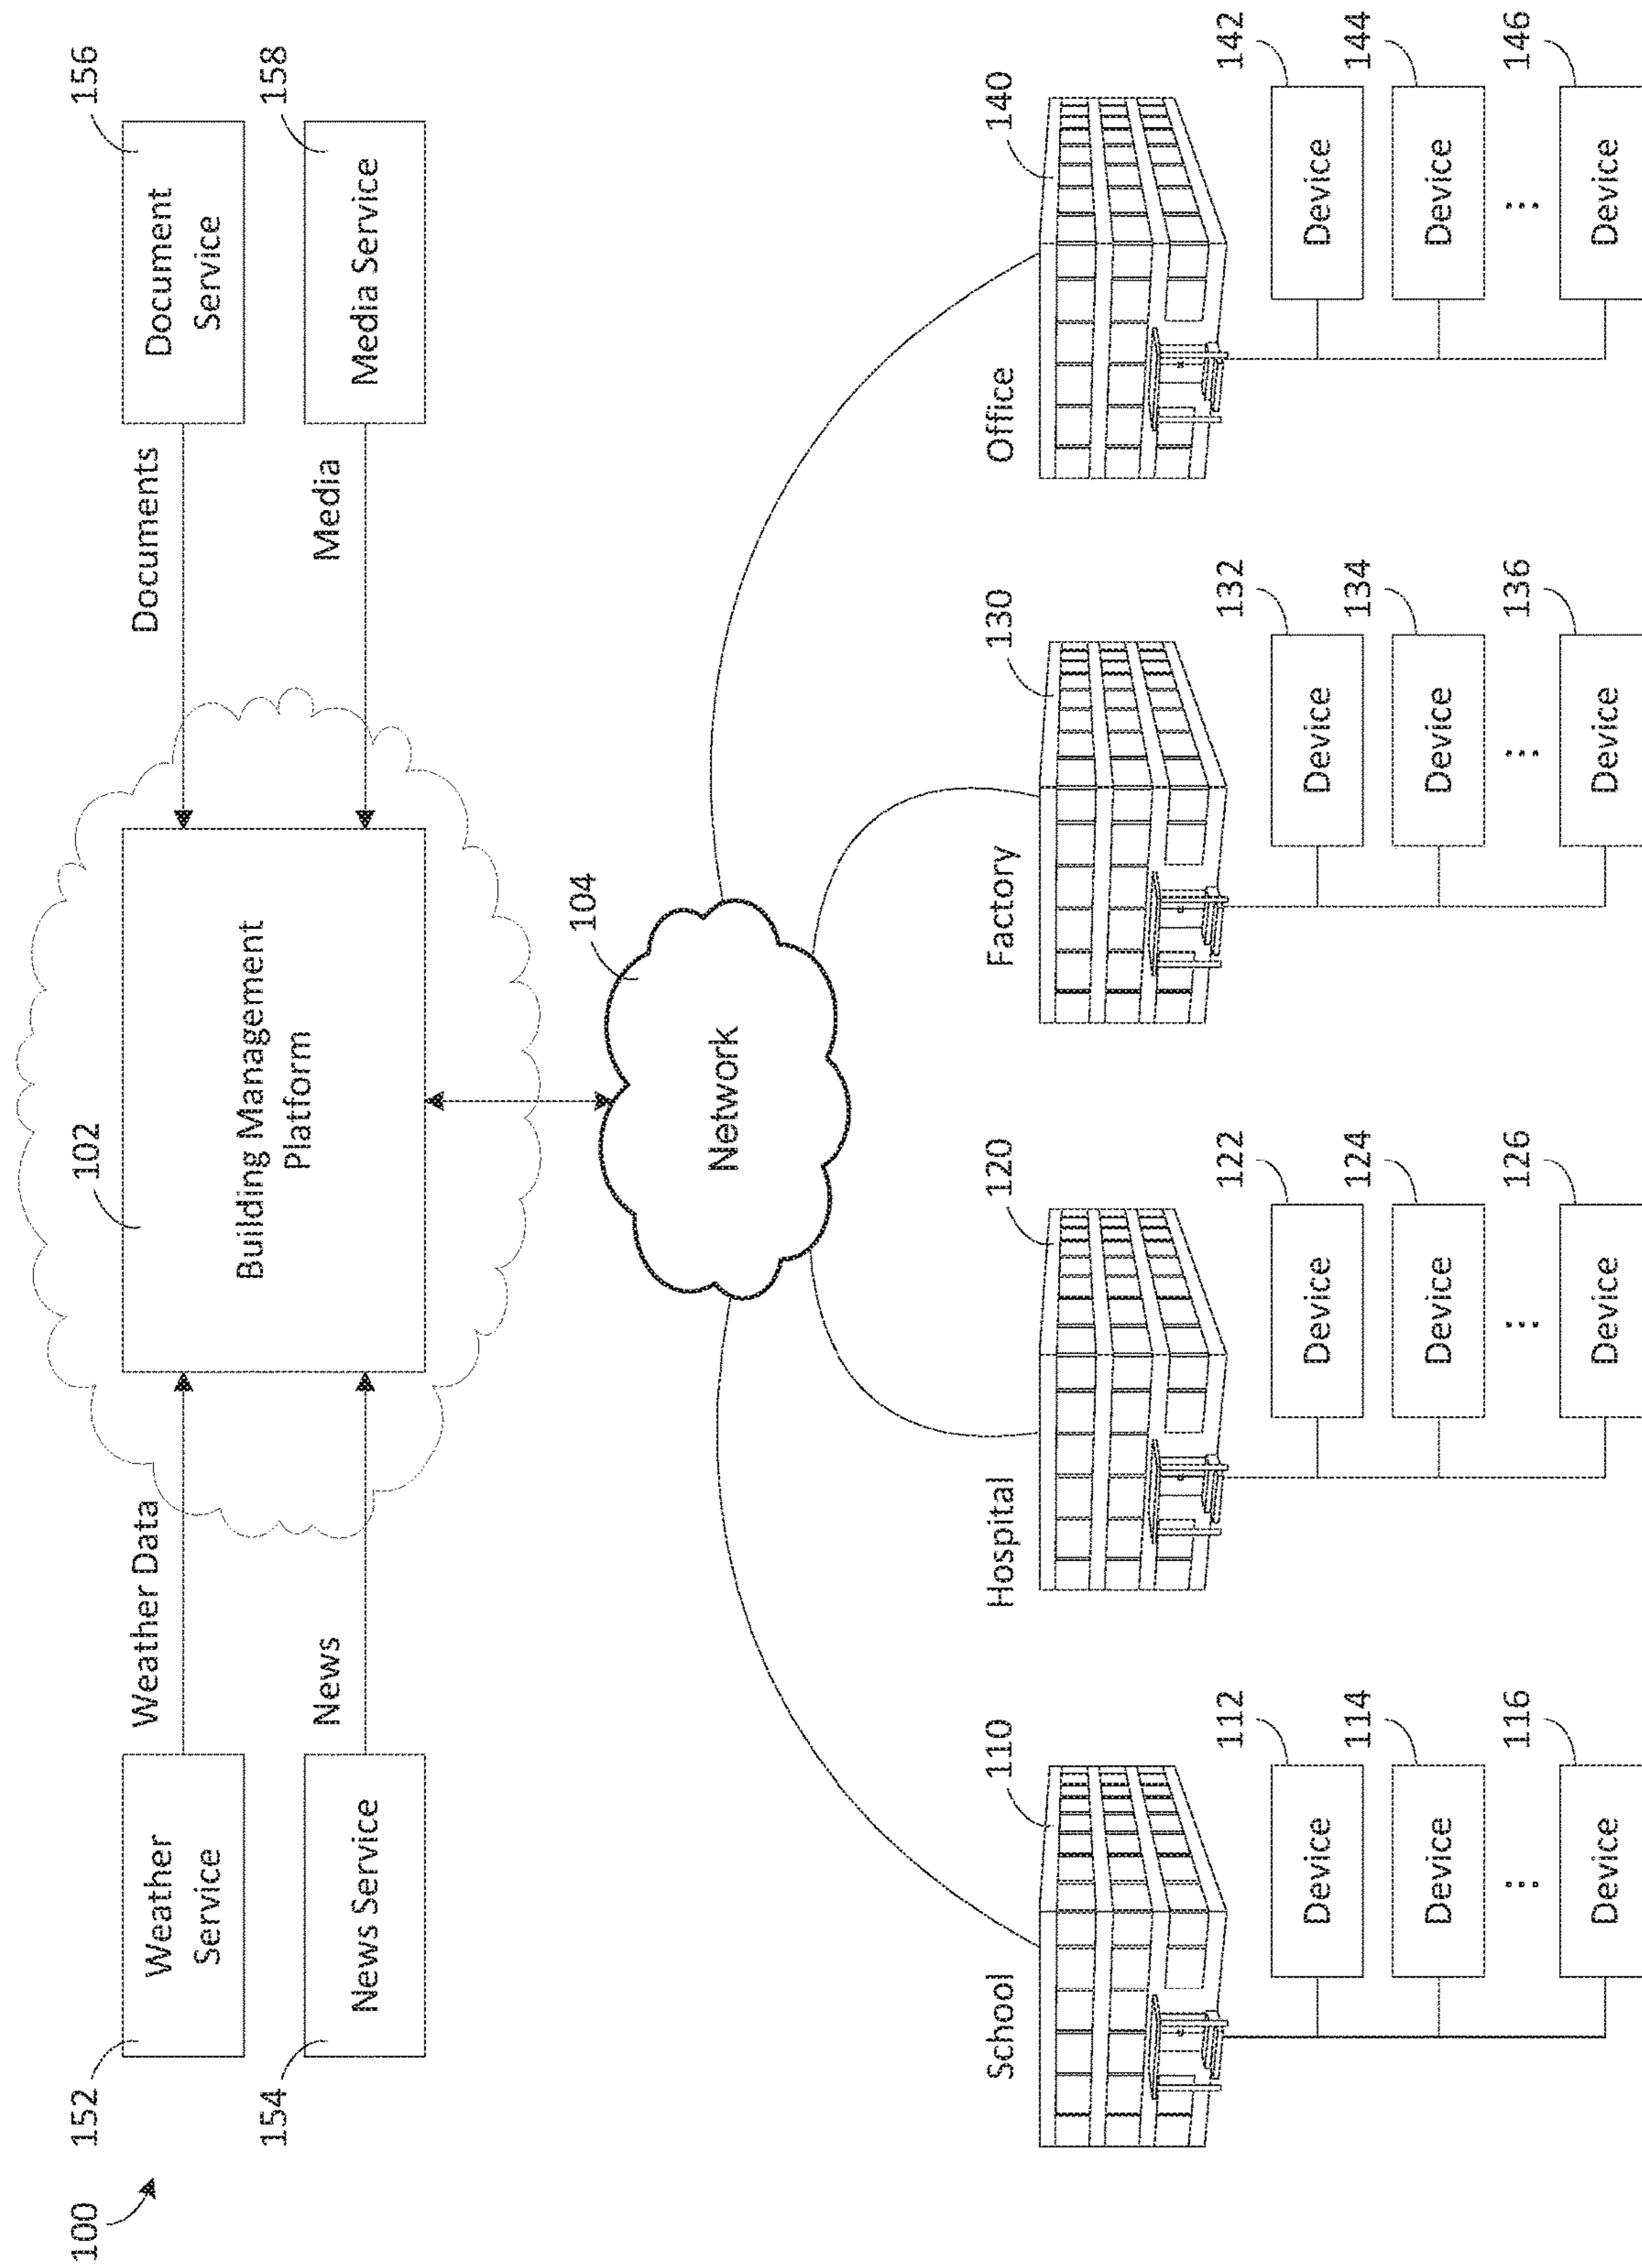 100
152
Weather
Service
154
News Service
Weather Data
News
102
Building Management
Platform
Documents
Media
156
Document
Service
158
Media Service
104
Network
School
110
Hospital
120
Factory
130
Office
140
Device
112
Device
114
Device
116
Device
122
Device
124
Device
126
Device
132
Device
134
Device
136
Device
142
Device
144
Device
146